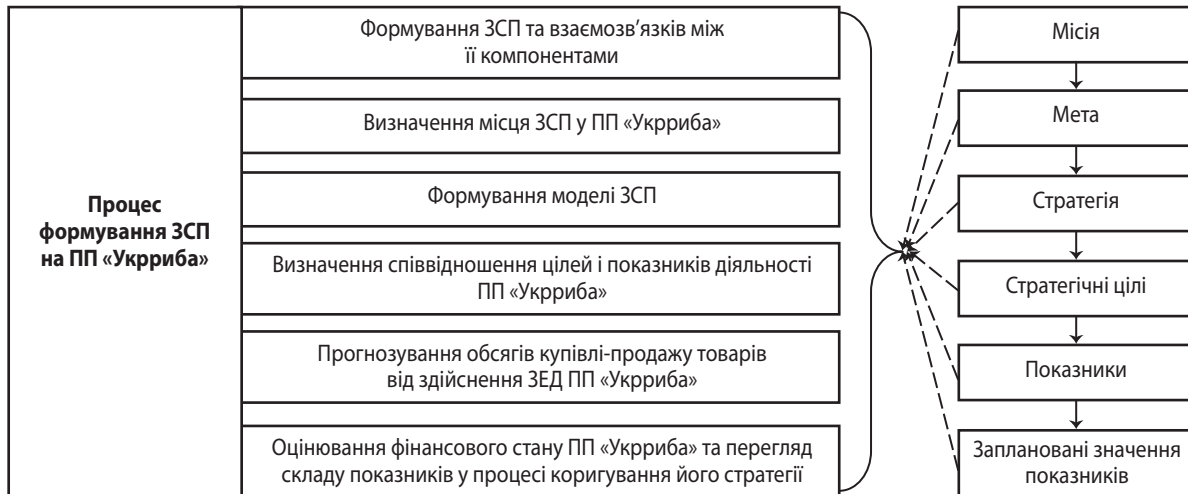 Процес
формування ЗСП
на ПП «Укрриба»
Формування ЗСП та взаємозв'язків між
її компонентами
Визначення місця ЗСП у ПП «Укрриба»
Формування моделі ЗСП
Визначення співвідношення цілей і показників діяльності
ПП «Укрриба»
Прогнозування обсягів купівлі-продажу товарів
від здійснення ЗЕД ПП «Укрриба»
Оцінювання фінансового стану ПП «Укрриба» та перегляд
складу показників у процесі коригування його стратегії
Місія
Мета
Стратегія
Стратегічні цілі
Показники
Заплановані значення
показників